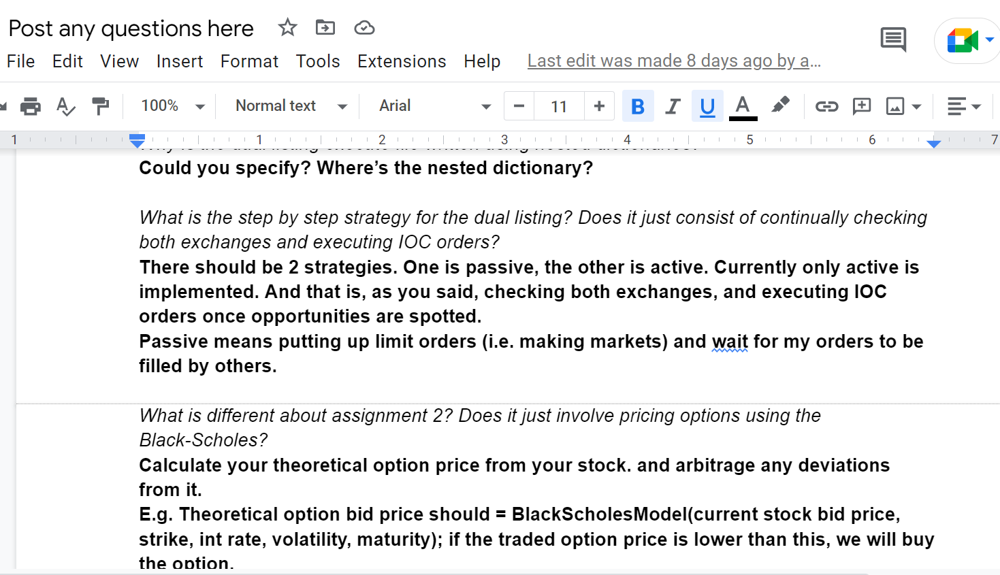 Post any questions here
File Edit View Insert Format Tools Extensions Help Last edit was made 8 days ago by a...
100% Normal text Arial 11 B I U A
1 1 2 3 4 5 6 7
Could you specify? Where’s the nested dictionary?
What is the step by step strategy for the dual listing? Does it just consist of continually checking
both exchanges and executing IOC orders?
There should be 2 strategies. One is passive, the other is active. Currently only active is
implemented. And that is, as you said, checking both exchanges, and executing IOC
orders once opportunities are spotted.
Passive means putting up limit orders (i.e. making markets) and wait for my orders to be
filled by others.
What is different about assignment 2? Does it just involve pricing options using the
Black-Scholes?
Calculate your theoretical option price from your stock. and arbitrage any deviations
from it.
E.g. Theoretical option bid price should = BlackScholesModel(current stock bid price,
strike, int rate, volatility, maturity); if the traded option price is lower than this, we will buy
the option.